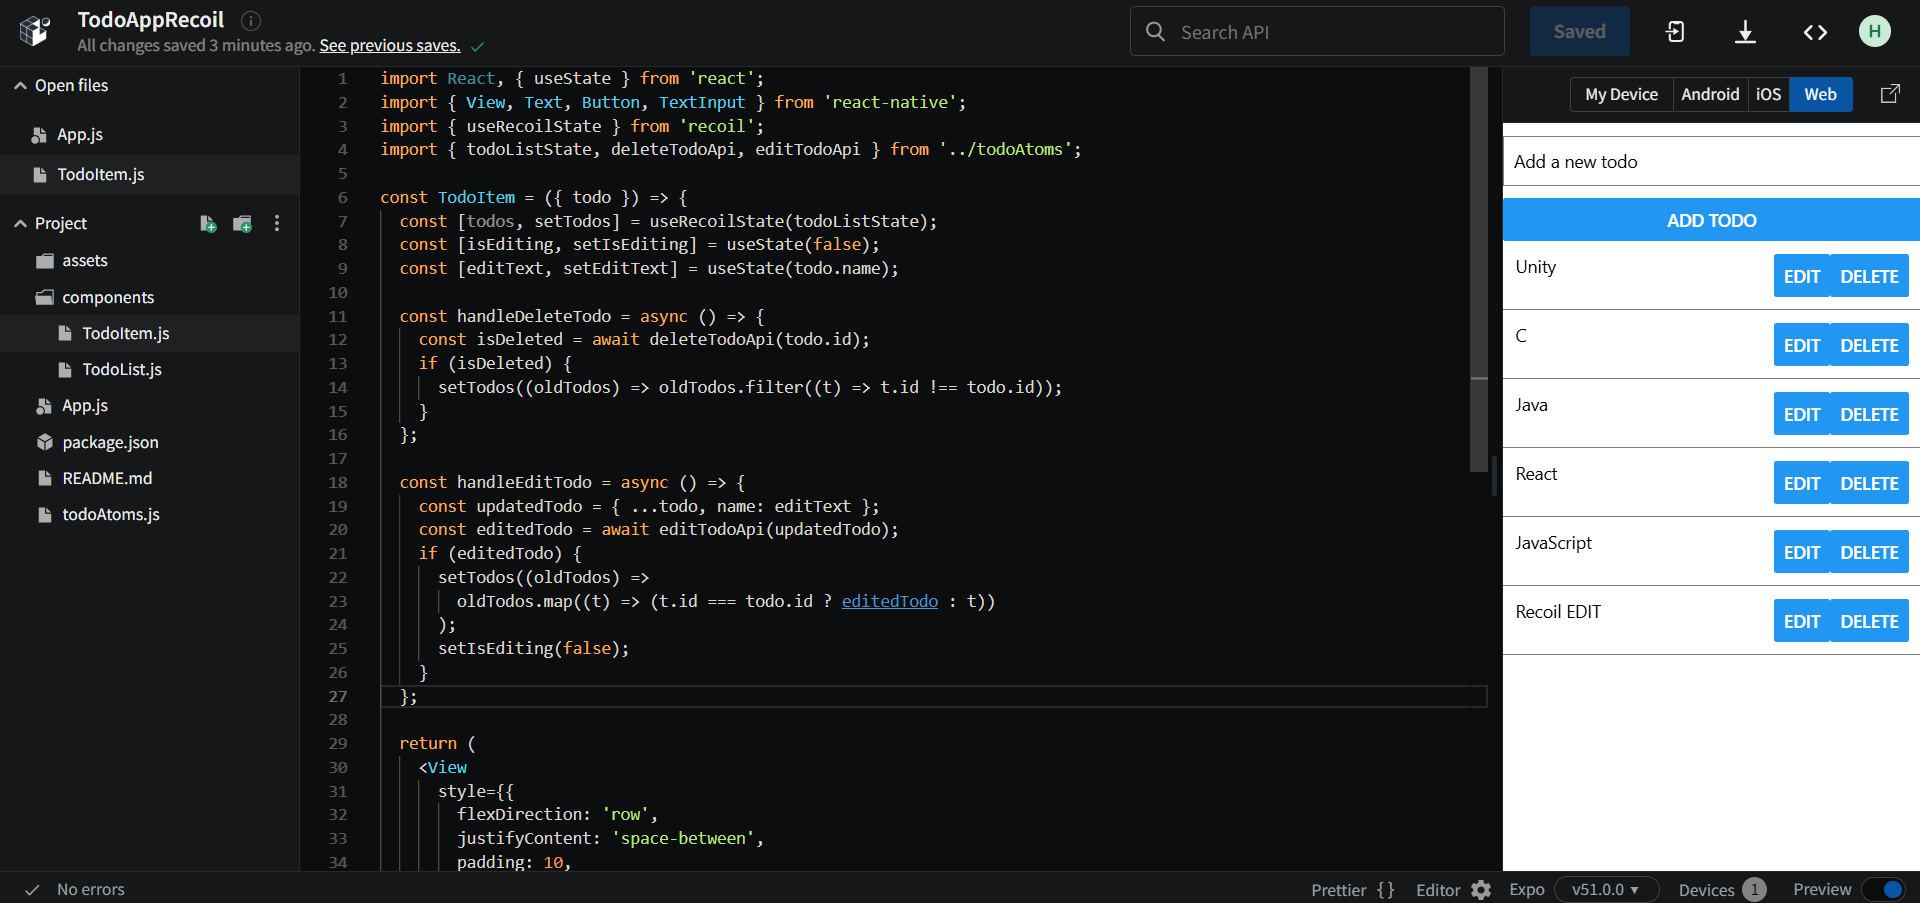 TodoAppRecoil
All changes saved 3 minutes ago. See previous saves.
Search API
Saved
H
Open files
App.js
TodoItem.js
Project
assets
components
TodoItem.js
TodoList.js
App.js
package.json
README.md
todoAtoms.js
1 import React, { useState } from 'react';
2 import { View, Text, Button, TextInput } from 'react-native';
3 import { useRecoilState } from 'recoil';
4 import { todoListState, deleteTodoApi, editTodoApi } from '../todoAtoms';
5
6 const TodoItem = ({ todo }) => {
7 const [todos, setTodos] = useRecoilState(todoListState);
8 const [isEditing, setIsEditing] = useState(false);
9 const [editText, setEditText] = useState(todo.name);
10
11 const handleDeleteTodo = async () => {
12 const isDeleted = await deleteTodoApi(todo.id);
13 if (isDeleted) {
14 setTodos((oldTodos) => oldTodos.filter((t) => t.id !== todo.id));
15 }
16 };
17
18 const handleEditTodo = async () => {
19 const updatedTodo = { ...todo, name: editText };
20 const editedTodo = await editTodoApi(updatedTodo);
21 if (editedTodo) {
22 setTodos((oldTodos) =>
23 oldTodos.map((t) => (t.id === todo.id ? editedTodo : t))
24 );
25 setIsEditing(false);
26 }
27 };
28
29 return (
30 <View
31 style={{
32 flexDirection: 'row',
33 justifyContent: 'space-between',
34 padding: 10,
My Device Android iOS Web
Add a new todo
ADD TODO
Unity EDIT DELETE
C EDIT DELETE
Java EDIT DELETE
React EDIT DELETE
JavaScript EDIT DELETE
Recoil EDIT EDIT DELETE
No errors
Prettier {} Editor Expo v51.0.0 Devices 1 Preview